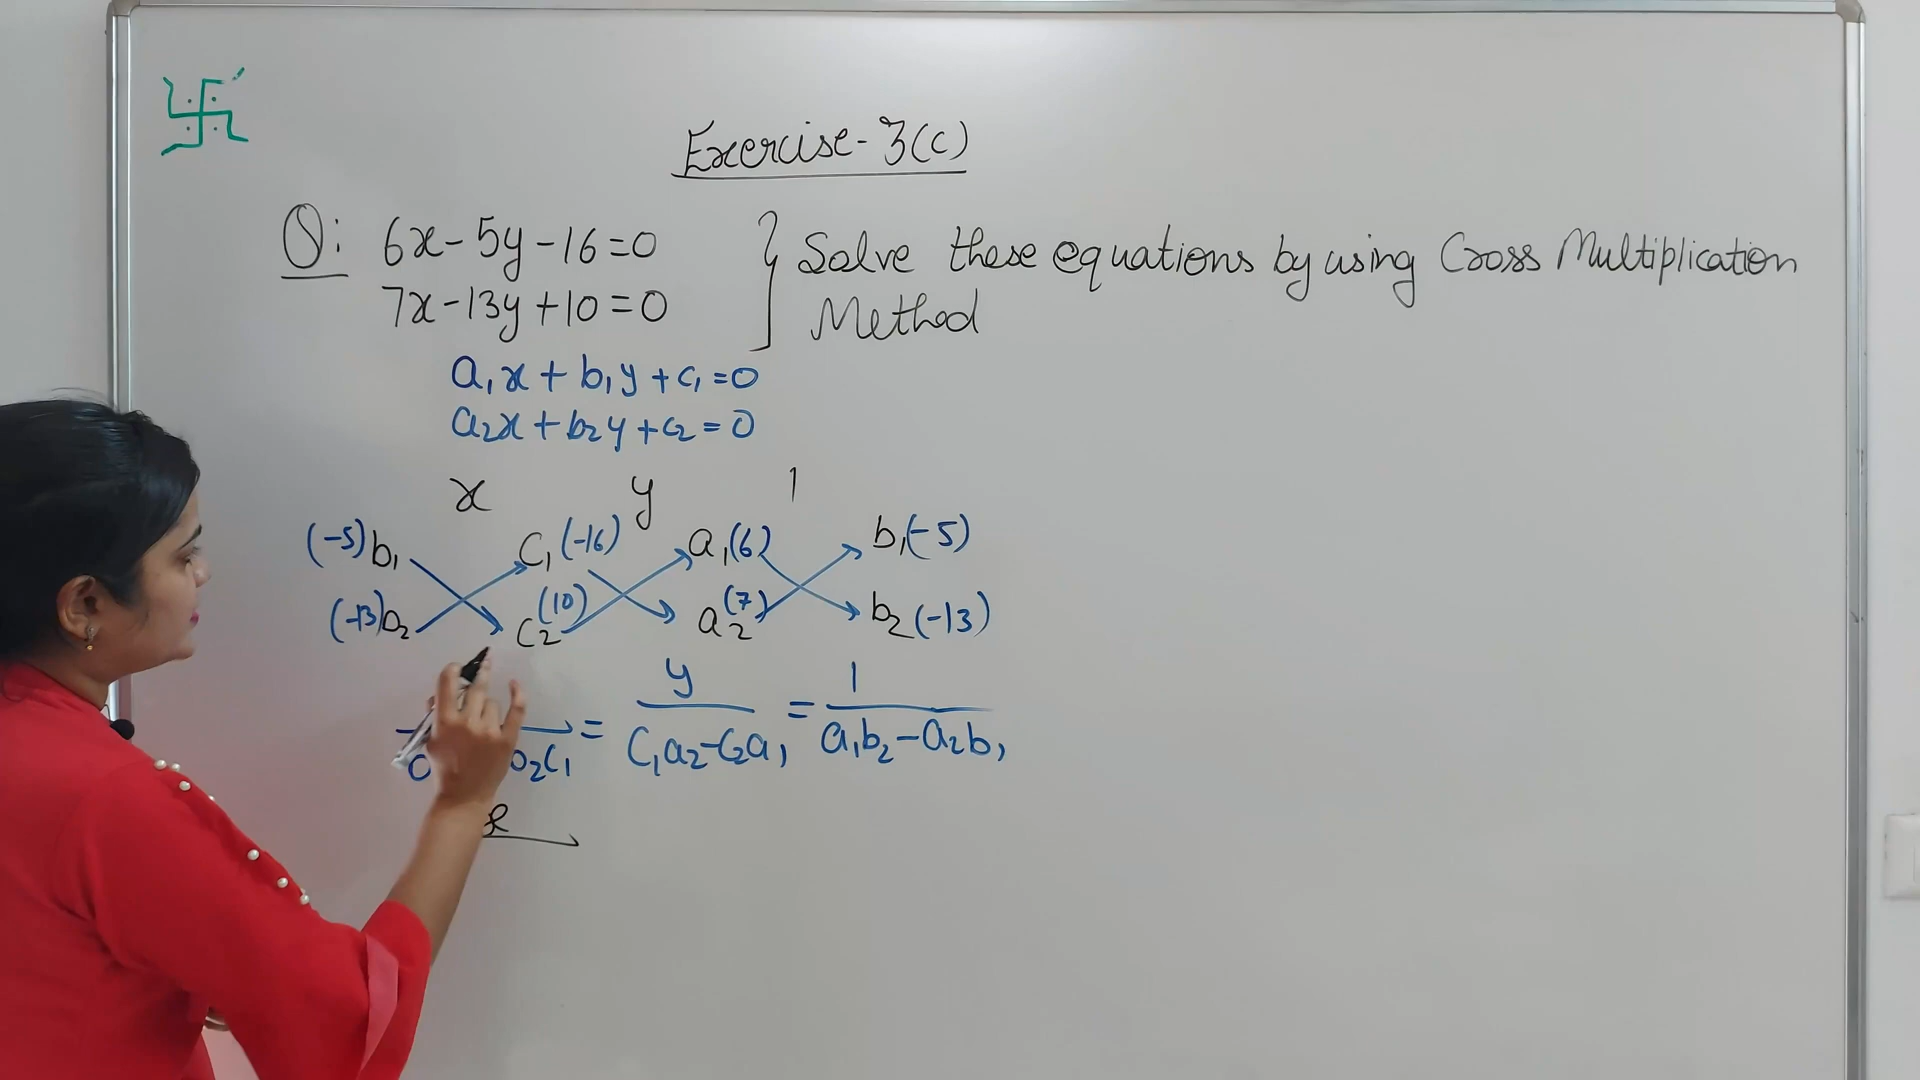 Exercise-3(c)
Q: 6x-5y-16=0 } Solve these equations by using Cross Multiplication
7x-13y+10=0 Method
a₁x+b₁y+c₁=0
a₂x+b₂y+c₂=0
x y 1
(-5)b₁ C₁(-16) a₁(6) b₁(-5)
(-13)b₂ C₂(10) a₂(7) b₂(-13)
y 1
b₂c₁ = C₁a₂-C₂a₁ = a₁b₂-a₂b₁
x